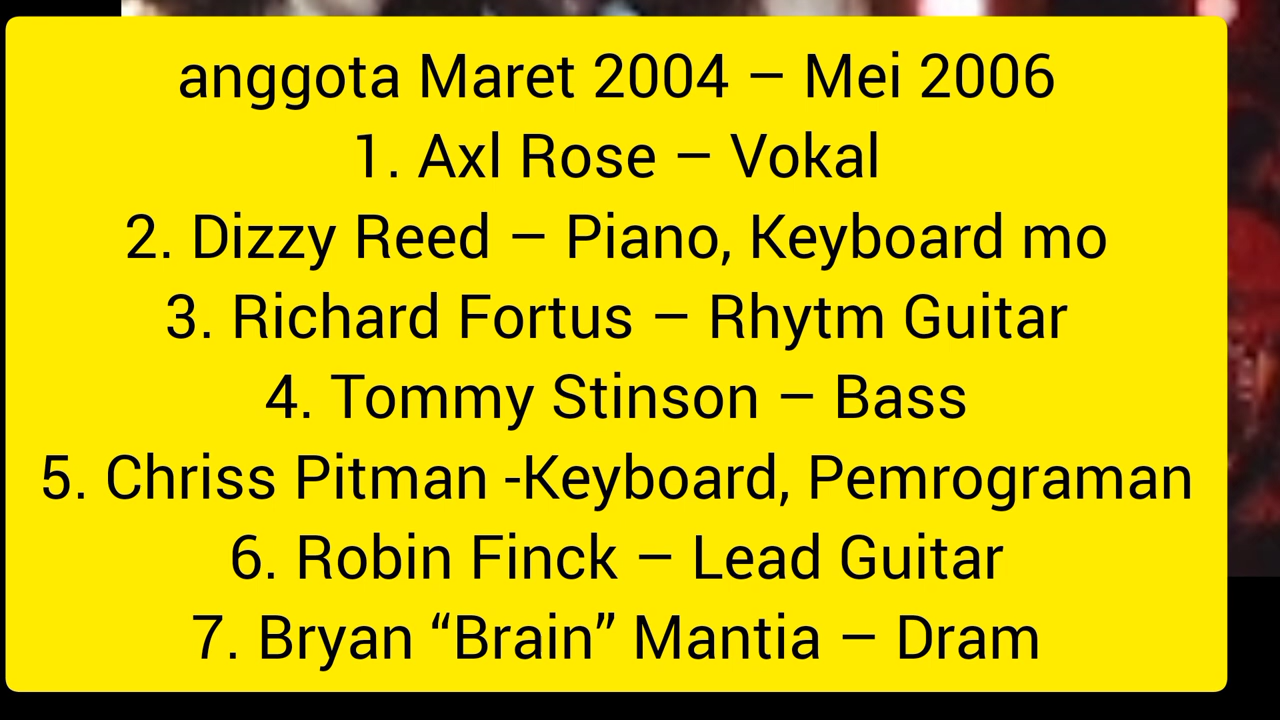 anggota Maret 2004 – Mei 2006
1. Axl Rose – Vokal
2. Dizzy Reed – Piano, Keyboard mo
3. Richard Fortus – Rhytm Guitar
4. Tommy Stinson – Bass
5. Chriss Pitman -Keyboard, Pemrograman
6. Robin Finck – Lead Guitar
7. Bryan “Brain” Mantia – Dram